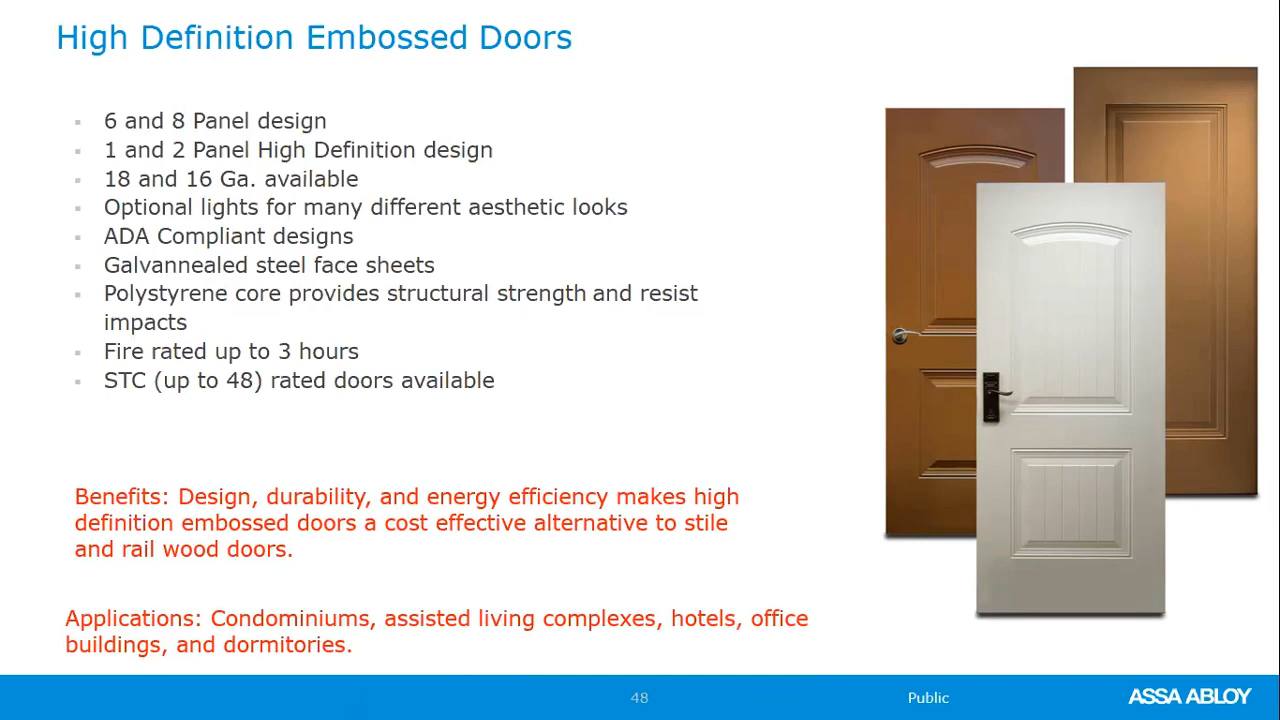 High Definition Embossed Doors
▪ 6 and 8 Panel design
▪ 1 and 2 Panel High Definition design
▪ 18 and 16 Ga. available
▪ Optional lights for many different aesthetic looks
▪ ADA Compliant designs
▪ Galvannealed steel face sheets
▪ Polystyrene core provides structural strength and resist
impacts
▪ Fire rated up to 3 hours
▪ STC (up to 48) rated doors available
Benefits: Design, durability, and energy efficiency makes high
definition embossed doors a cost effective alternative to stile
and rail wood doors.
Applications: Condominiums, assisted living complexes, hotels, office
buildings, and dormitories.
48
Public
ASSA ABLOY